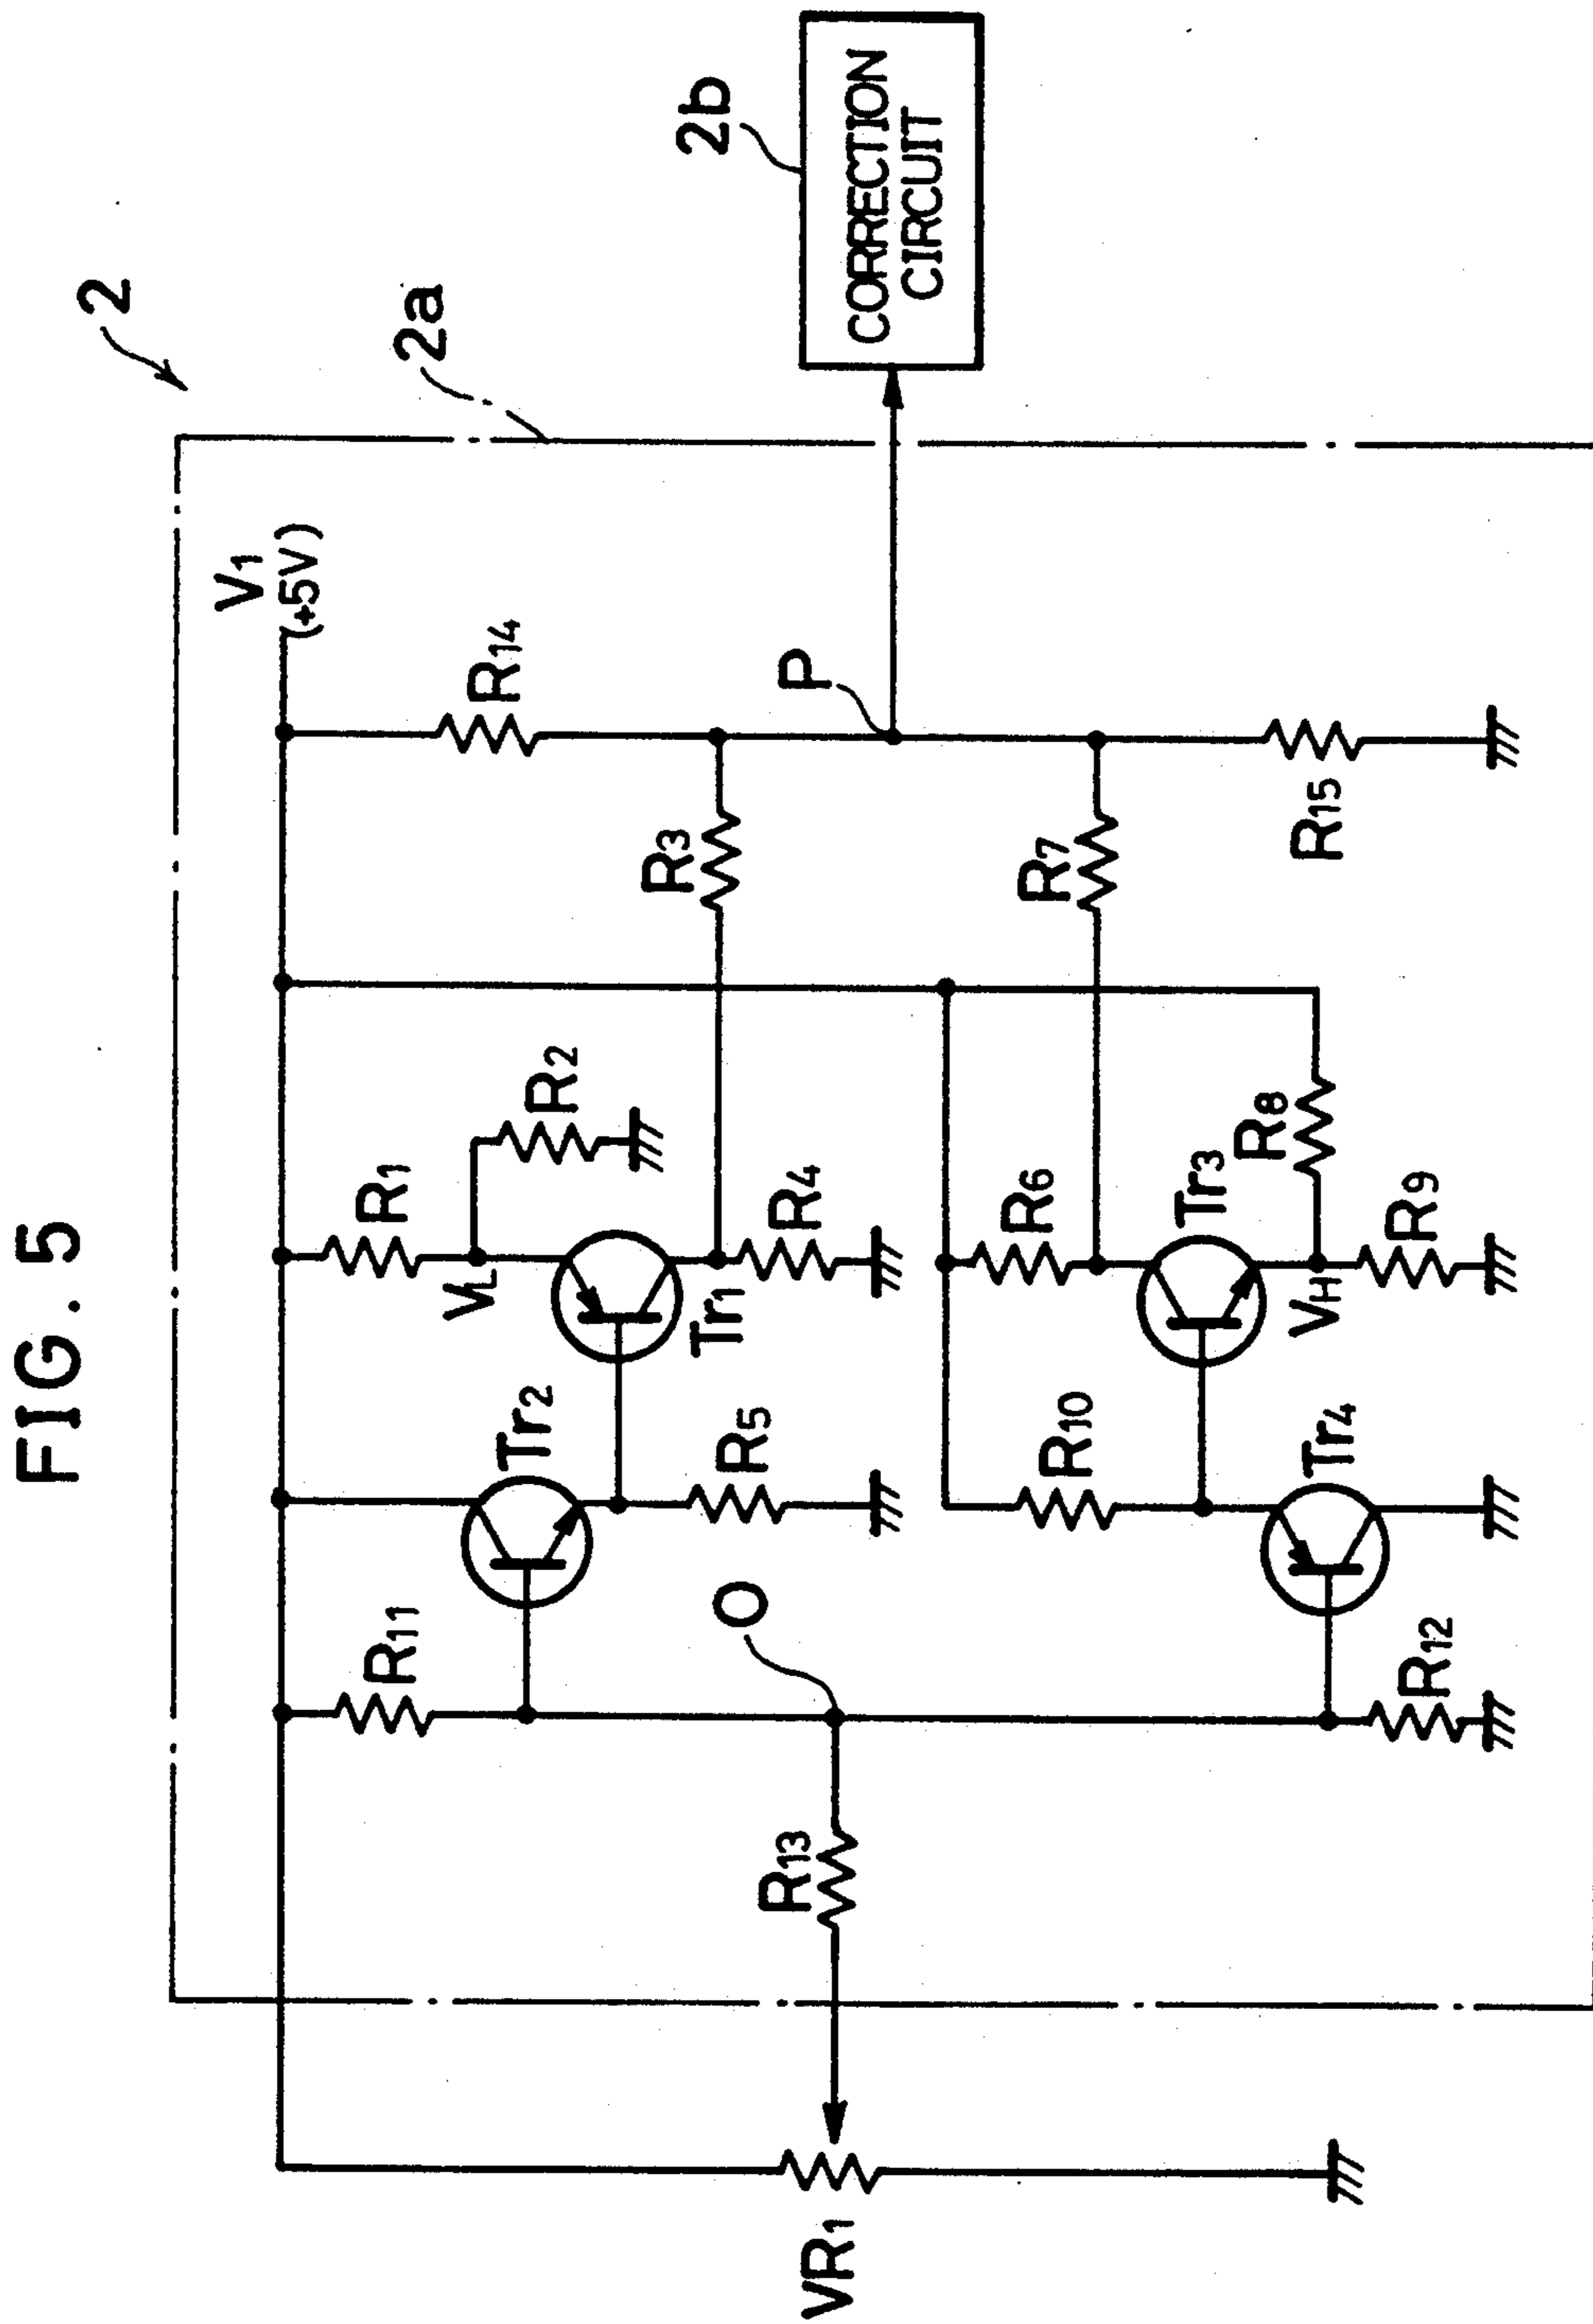 FIG. 5
2
2a
V1
(+5V)
R11
Tr2
R1
VL
R2
R14
R5
Tr1
R4
R3
P
2b
CORRECTION
CIRCUIT
O
R13
VR1
R10
R6
R7
Tr3
R8
VH
R9
Tr4
R12
R15